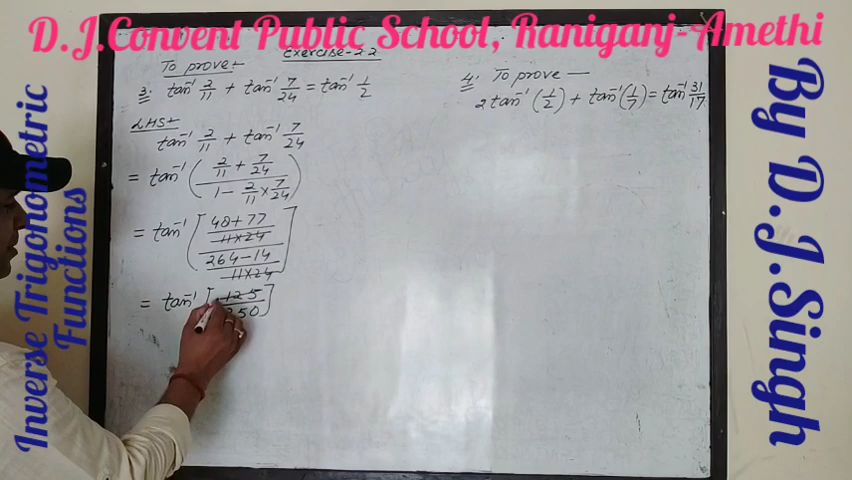 D.J.Convent Public School, Raniganj-Amethi
Exercise-2.2
To prove-
3. tan⁻¹ 2/11 + tan⁻¹ 7/24 = tan⁻¹ 1/2
LHS-
tan⁻¹ 2/11 + tan⁻¹ 7/24
= tan⁻¹ ( (2/11 + 7/24) / (1 - 2/11 × 7/24) )
= tan⁻¹ [ ((48+77) / (11×24)) / ((264-14) / (11×24)) ]
= tan⁻¹ [ 125 / 250 ]
4. To prove —
2tan⁻¹ (1/2) + tan⁻¹ (1/7) = tan⁻¹ 31/17
Inverse Trigonometric
Functions
By D.J.Singh